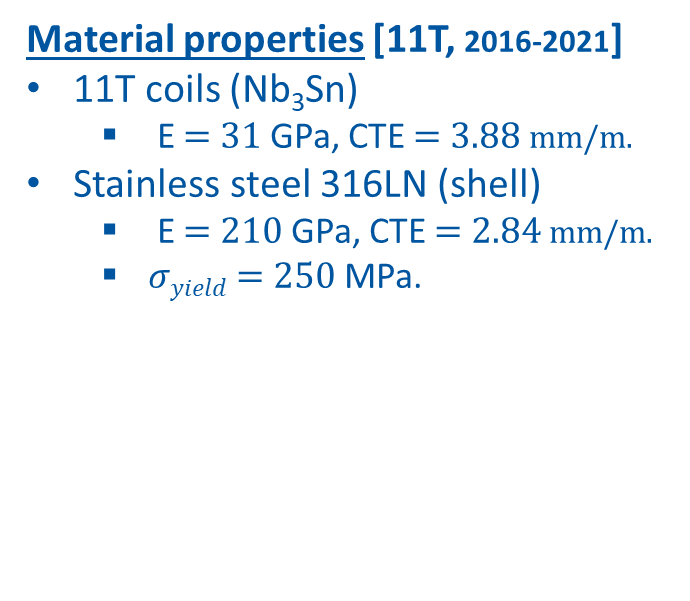 Material properties [11T, 2016-2021]
• 11T coils (Nb₃Sn)
▪ E = 31 GPa, CTE = 3.88 mm/m.
• Stainless steel 316LN (shell)
▪ E = 210 GPa, CTE = 2.84 mm/m.
▪ σ_yield = 250 MPa.